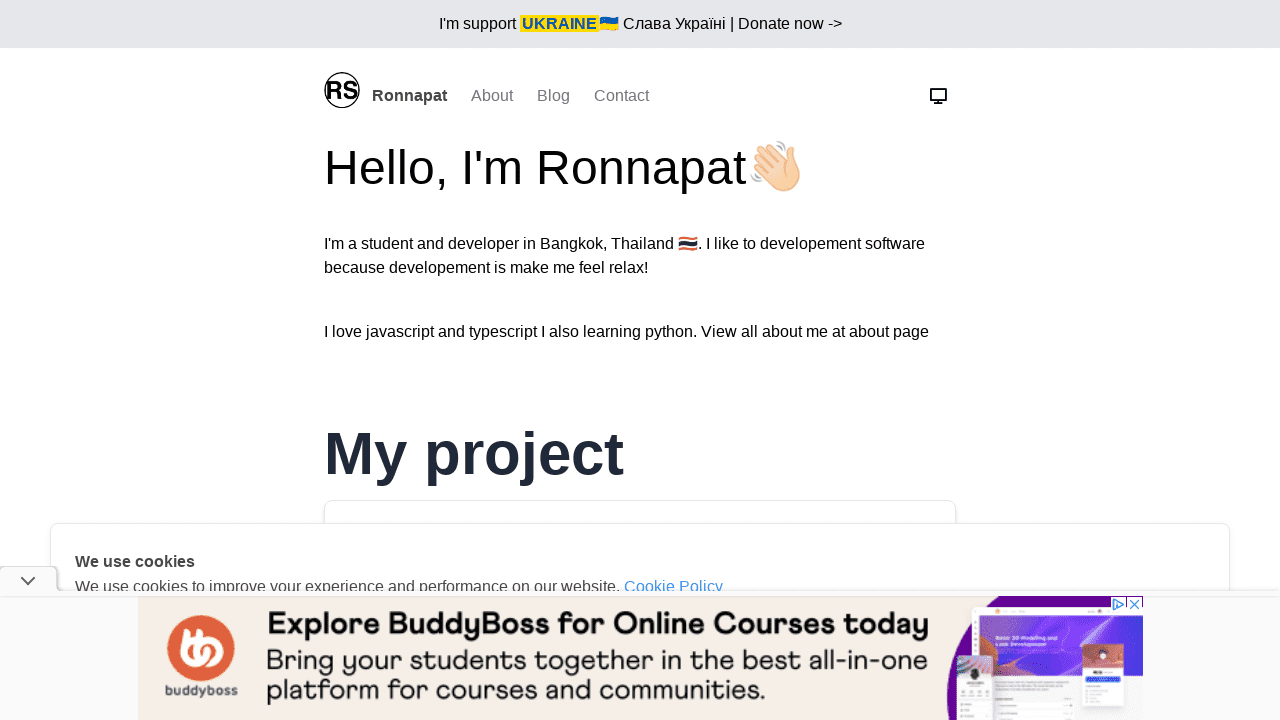 I'm support UKRAINE🇺🇦 Слава Україні | Donate now ->
RS Ronnapat About Blog Contact
Hello, I'm Ronnapat👋🏻
I'm a student and developer in Bangkok, Thailand 🇹🇭. I like to developement software
because developement is make me feel relax!
I love javascript and typescript I also learning python. View all about me at about page
My project
We use cookies
We use cookies to improve your experience and performance on our website. Cookie Policy
Explore BuddyBoss for Online Courses today
Bring your students together in the best all-in-one
platform for courses and communities.
buddyboss